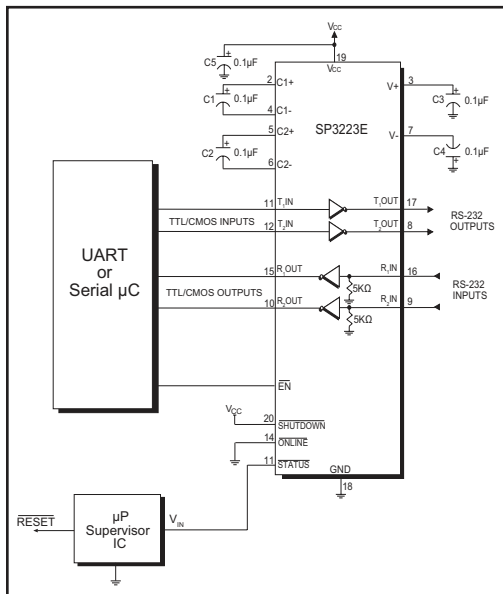 VCC
C5
+
0.1µF
19
VCC
2
C1+
C1
+
0.1µF
4
C1-
5
C2+
C2
+
0.1µF
6
C2-
SP3223E
V+
3
C3
+
0.1µF
V-
7
C4
+
0.1µF
UART
or
Serial µC
TTL/CMOS INPUTS
11
T1IN
T1OUT
17
12
T2IN
T2OUT
8
RS-232
OUTPUTS
TTL/CMOS OUTPUTS
15
R1OUT
R1IN
16
5KΩ
10
R2OUT
R2IN
9
5KΩ
RS-232
INPUTS
EN
VCC
20
SHUTDOWN
14
ONLINE
11
STATUS
GND
18
RESET
µP
Supervisor
IC
VIN